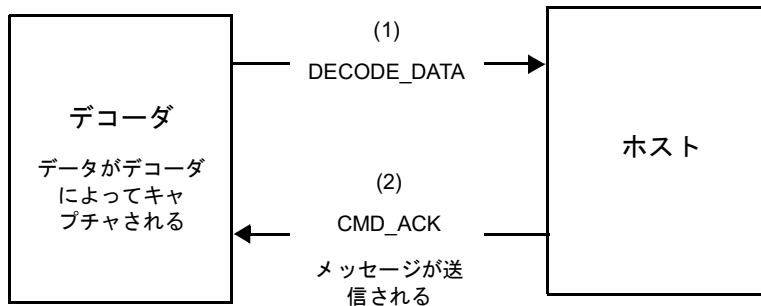 デコーダ
データがデコーダ
によってキャ
プチャされる
(1)
DECODE_DATA
(2)
CMD_ACK
メッセージが送
信される
ホスト